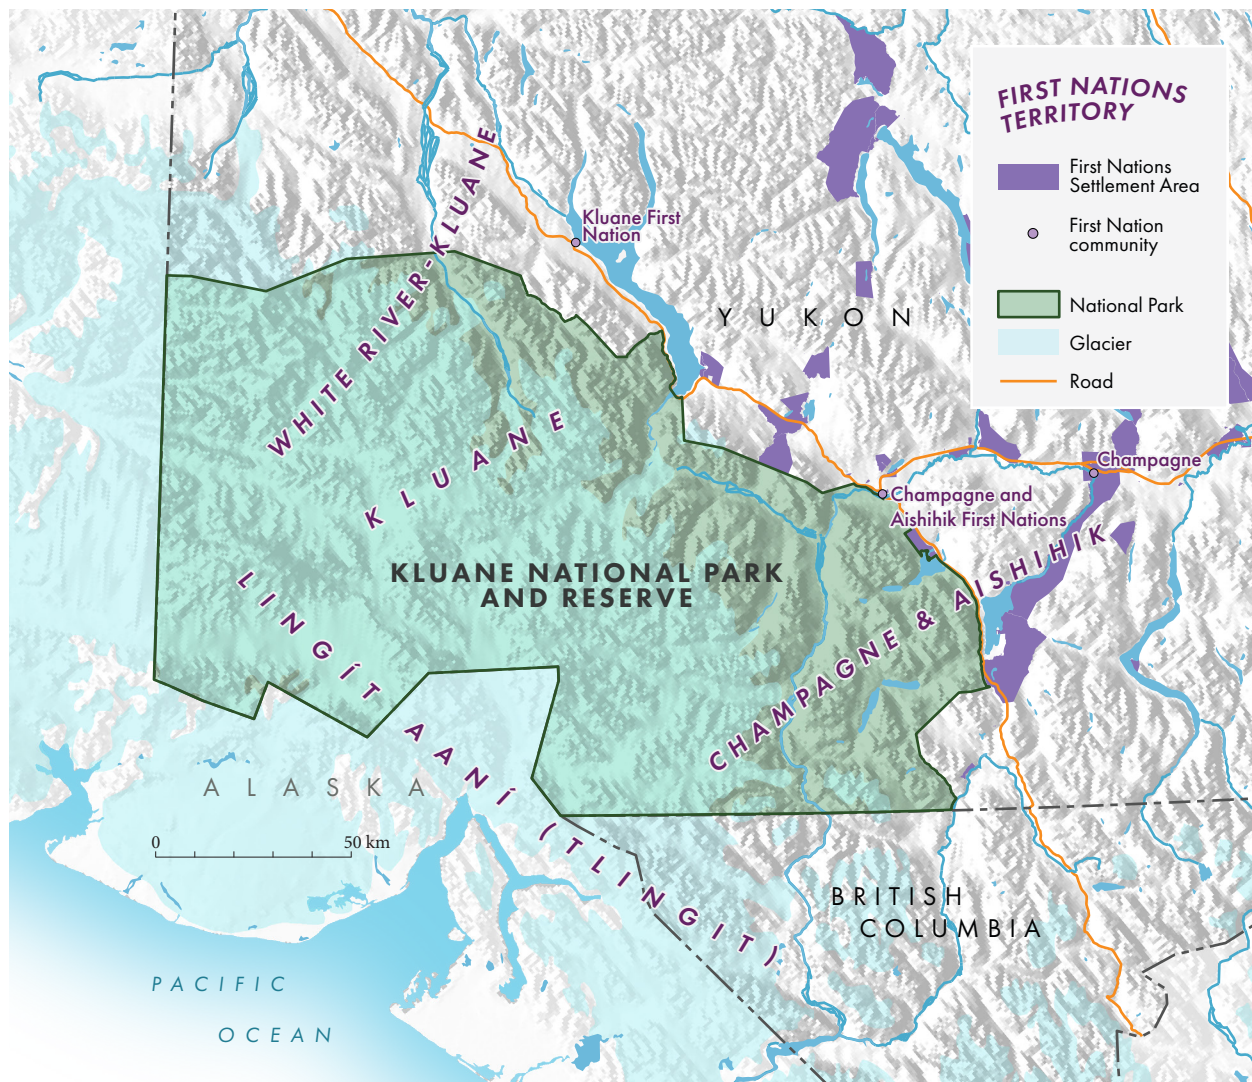 FIRST NATIONS
TERRITORY
First Nations
Settlement Area
First Nation
community
National Park
Glacier
Road
WHITE RIVER-KLUANE
Kluane First
Nation
YUKON
KLUANE
Champagne
Champagne and
Aishihik First Nations
KLUANE NATIONAL PARK
AND RESERVE
CHAMPAGNE & AISHIHIK
LINGÍT AANÍ (TLINGIT)
ALASKA
0 50 km
BRITISH
COLUMBIA
PACIFIC
OCEAN